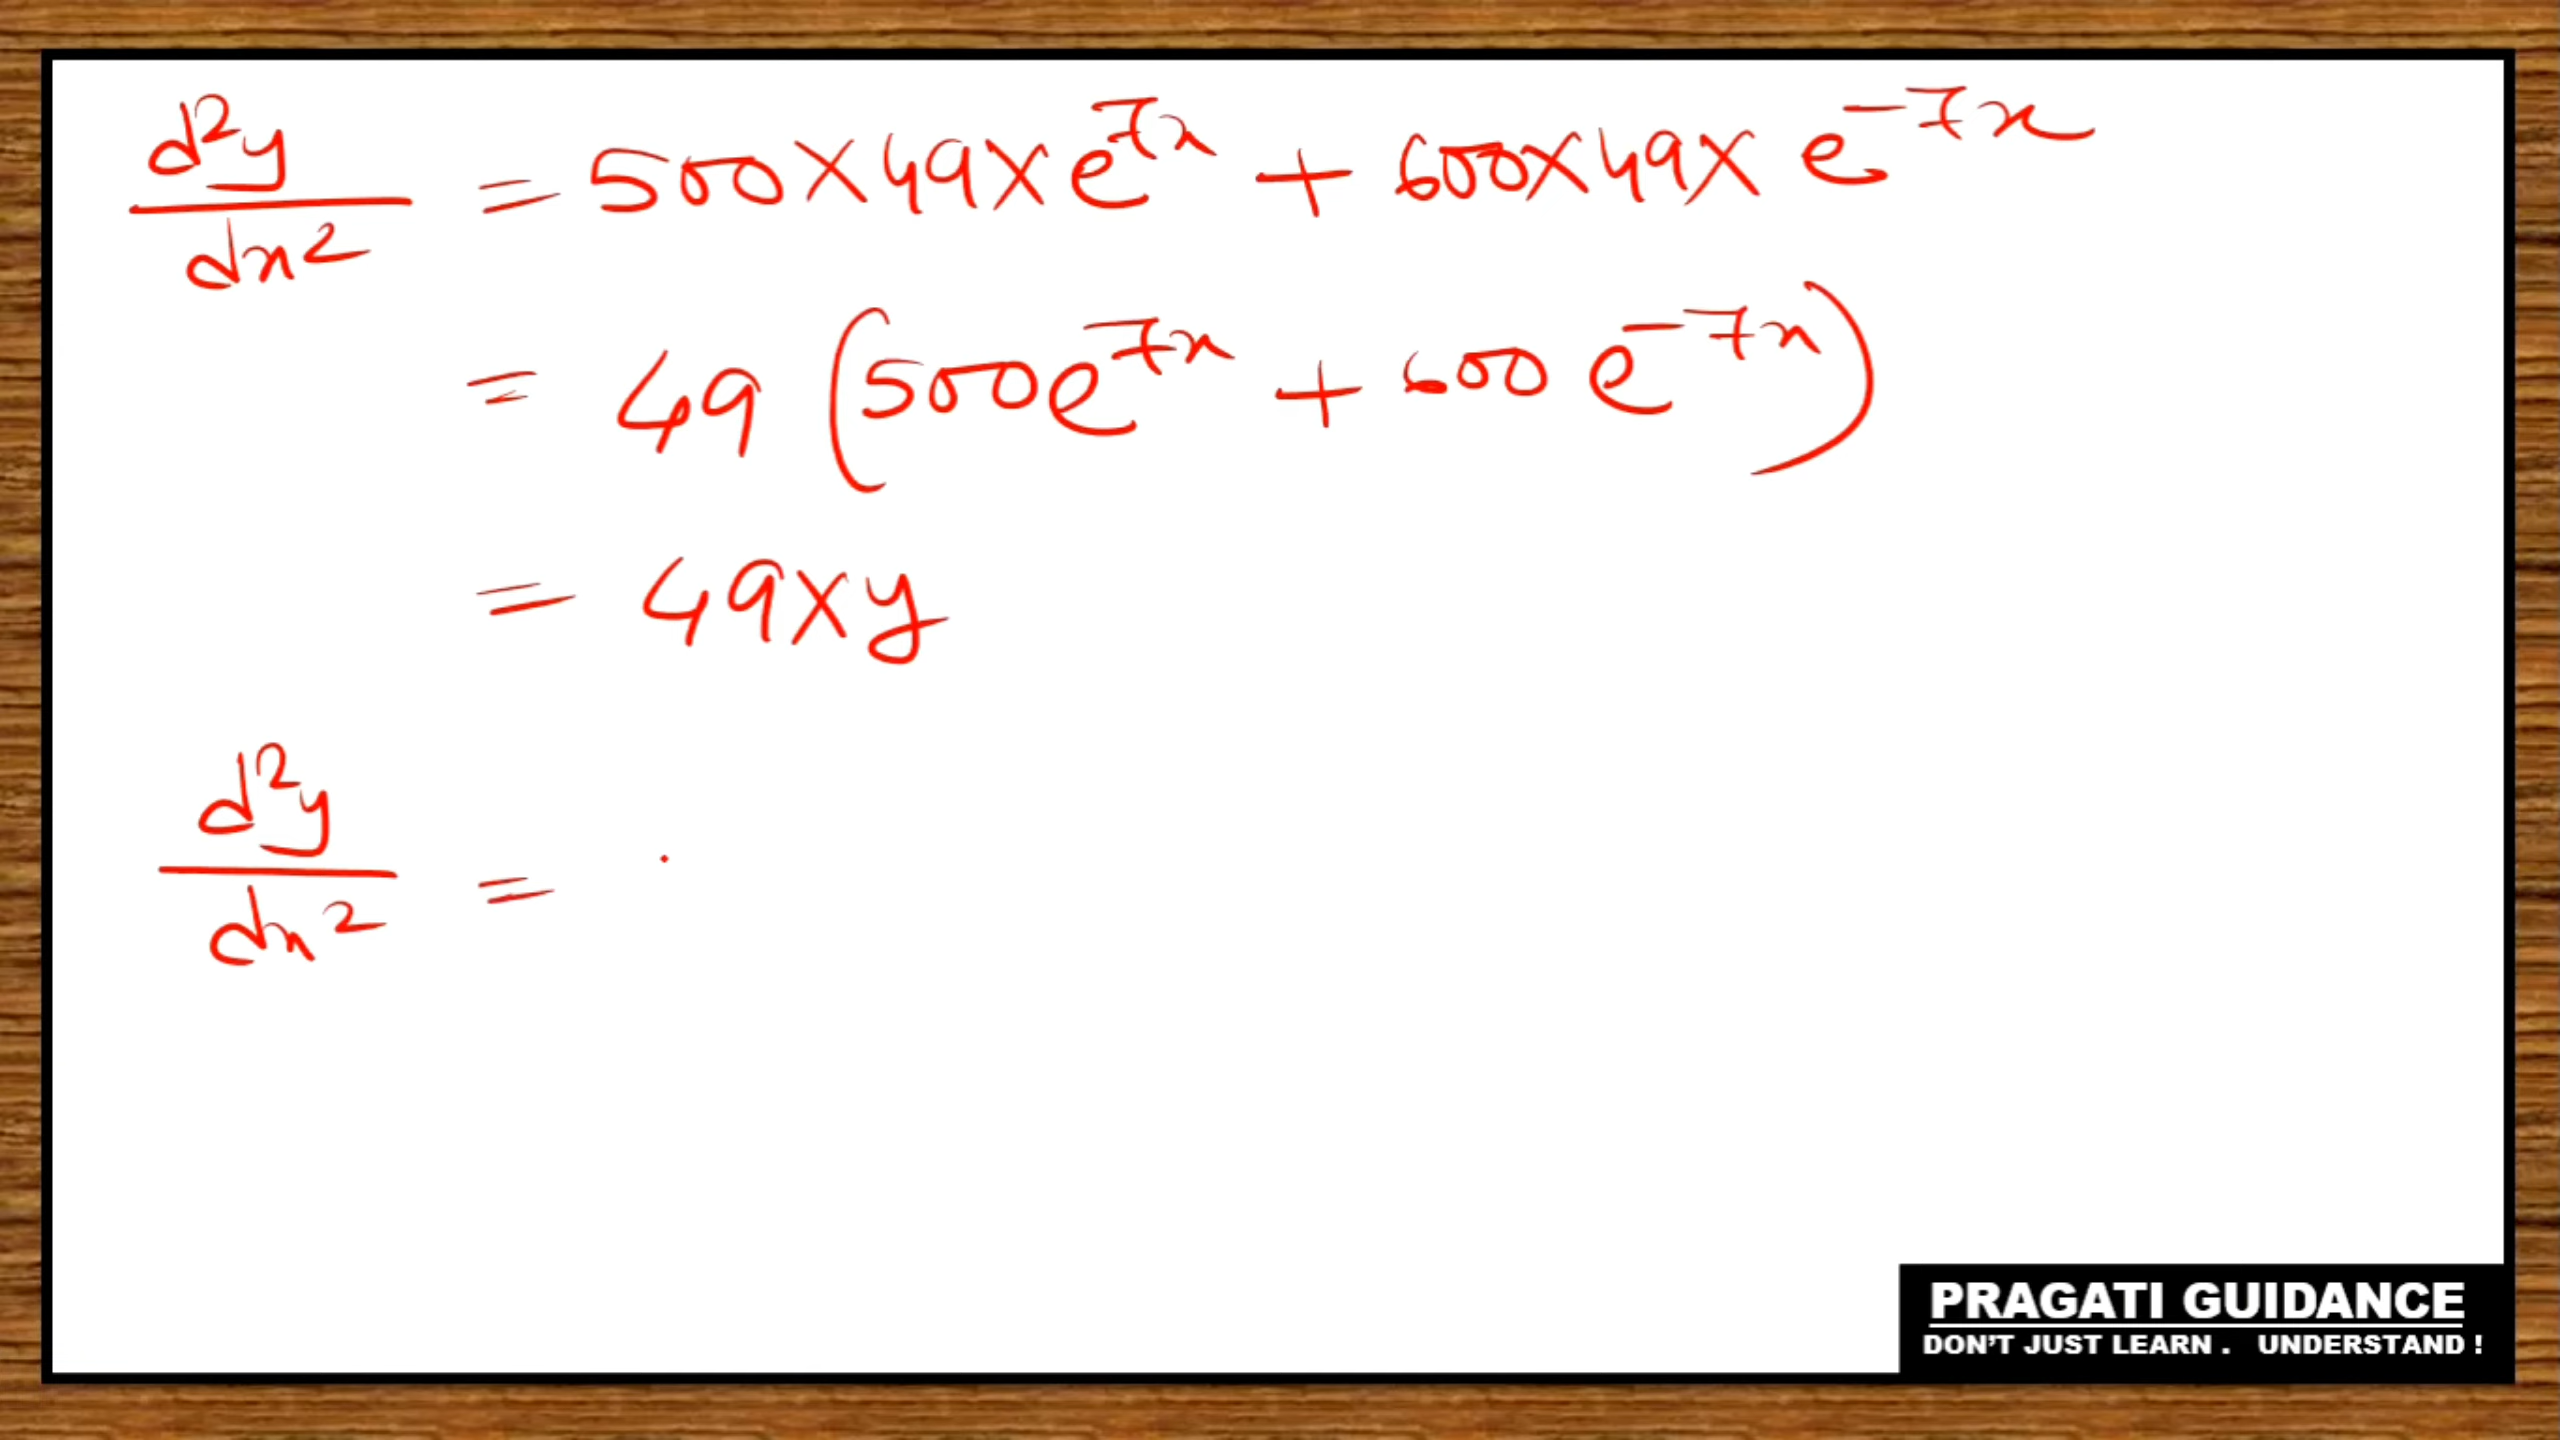 d²y/dx² = 500×49×e^7x + 600×49× e^-7x
= 49 (500e^7x + 600 e^-7x)
= 49×y
d²y/dx² =
PRAGATI GUIDANCE
DON'T JUST LEARN . UNDERSTAND !